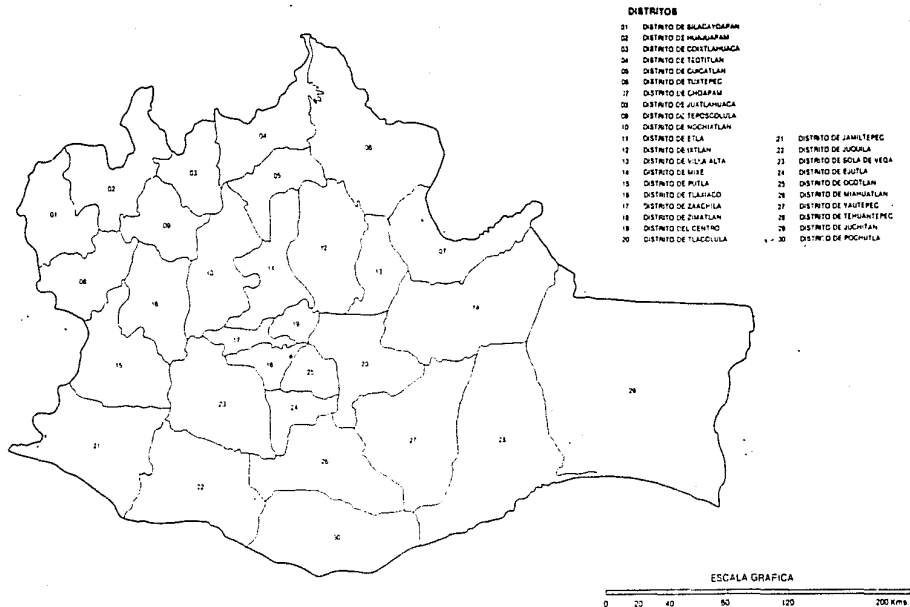 DISTRITOS
01 DISTRITO DE SILACAYOAPAN
02 DISTRITO DE HUAJUAPAM
03 DISTRITO DE COIXTLAHUACA
04 DISTRITO DE TEOTITLAN
05 DISTRITO DE CUICATLAN
06 DISTRITO DE TUXTEPEC
07 DISTRITO DE CHOAPAM
08 DISTRITO DE JUXTLAHUACA
09 DISTRITO DE TEPOSCOLULA
10 DISTRITO DE NOCHIXTLAN
11 DISTRITO DE ETLA
12 DISTRITO DE IXTLAN
13 DISTRITO DE VILLA ALTA
14 DISTRITO DE MIXE
15 DISTRITO DE PUTLA
16 DISTRITO DE TLAXIACO
17 DISTRITO DE ZAACHILA
18 DISTRITO DE ZIMATLAN
19 DISTRITO DEL CENTRO
20 DISTRITO DE TLACOLULA
21 DISTRITO DE JAMILTEPEC
22 DISTRITO DE JUQUILA
23 DISTRITO DE SOLA DE VEGA
24 DISTRITO DE EJUTLA
25 DISTRITO DE OCOTLAN
26 DISTRITO DE MIAHUATLAN
27 DISTRITO DE YAUTEPEC
28 DISTRITO DE TEHUANTEPEC
29 DISTRITO DE JUCHITAN
30 DISTRITO DE POCHUTLA
04
06
05
03
02
01
09
12
07
08
10
11
13
16
14
19
17
15
18
25
23
24
29
21
27
28
26
ESCALA GRAFICA
0 20 40 120 200 Kms.